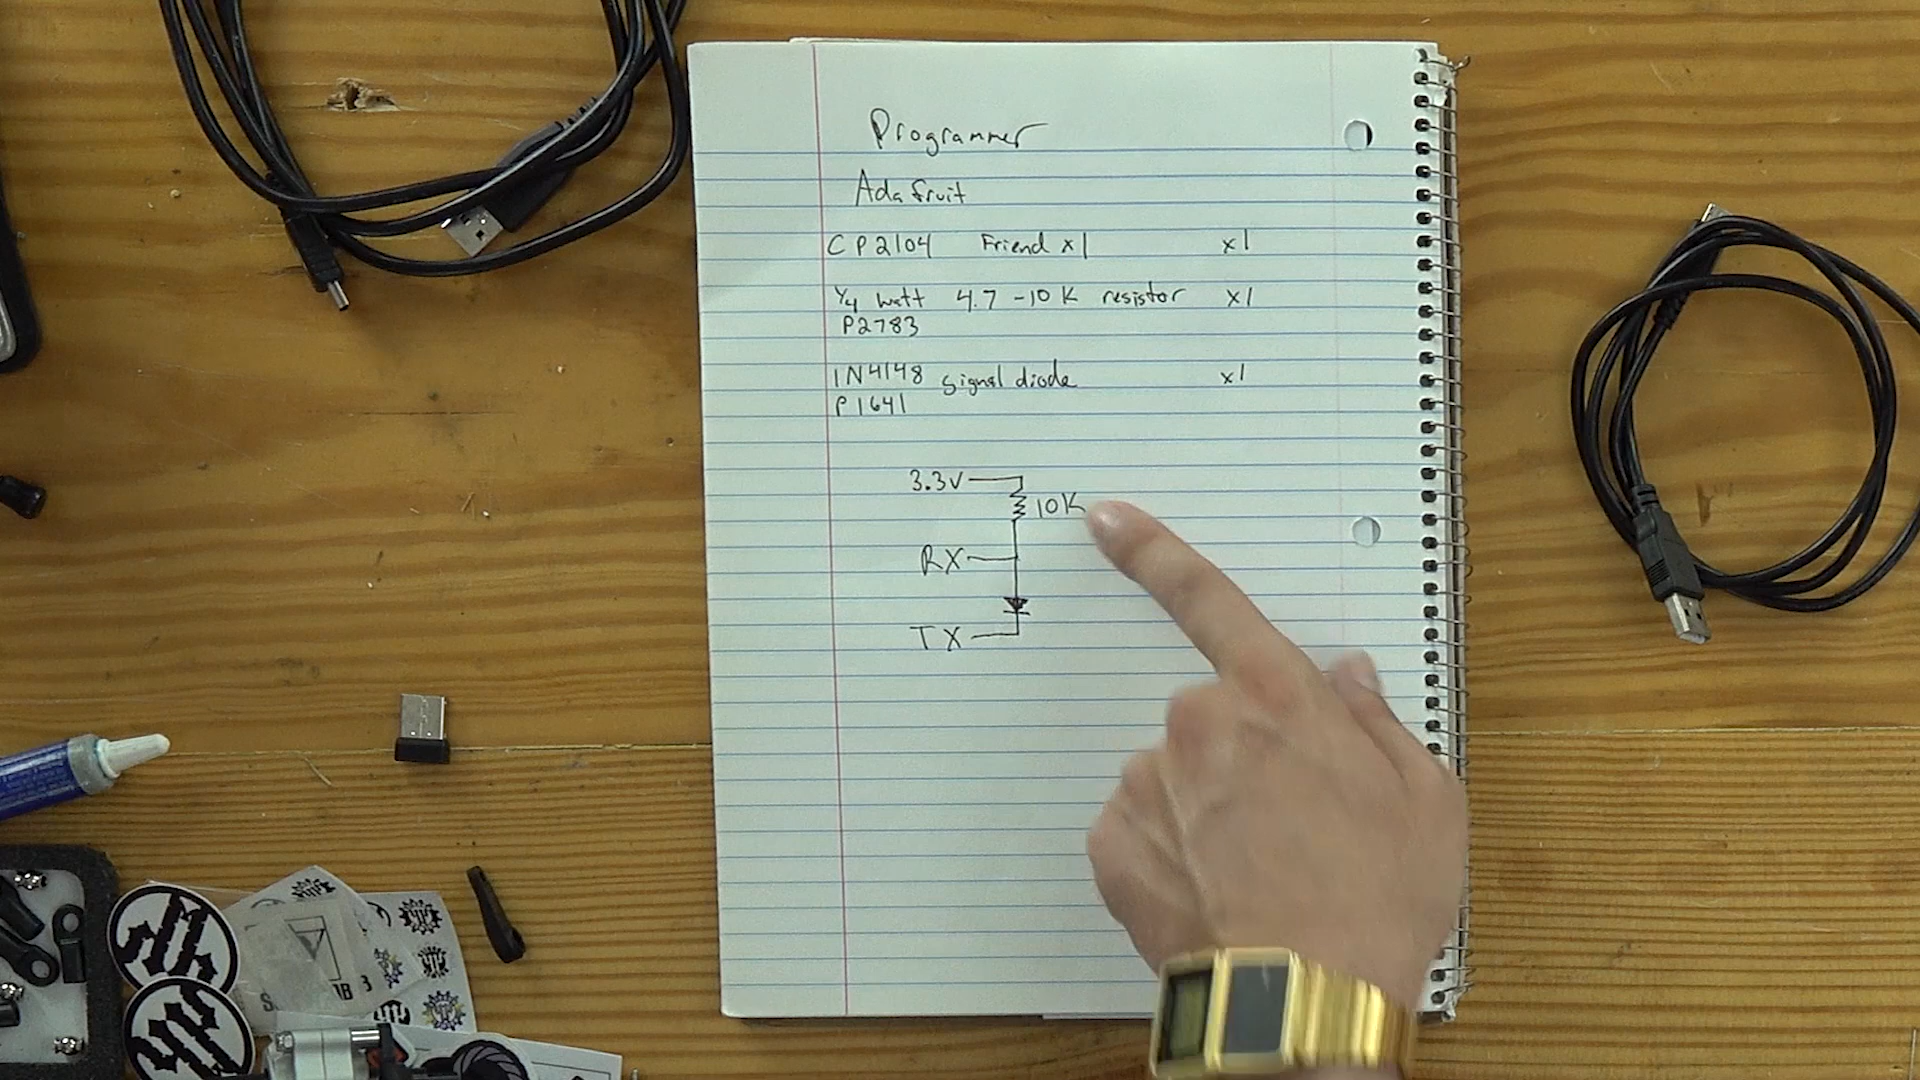 Programmer
Adafruit
CP2104 Friend x1 x1
1/4 watt 4.7-10K resistor x1
P2783
1N4148 signal diode x1
P1641
3.3V
10K
RX
TX